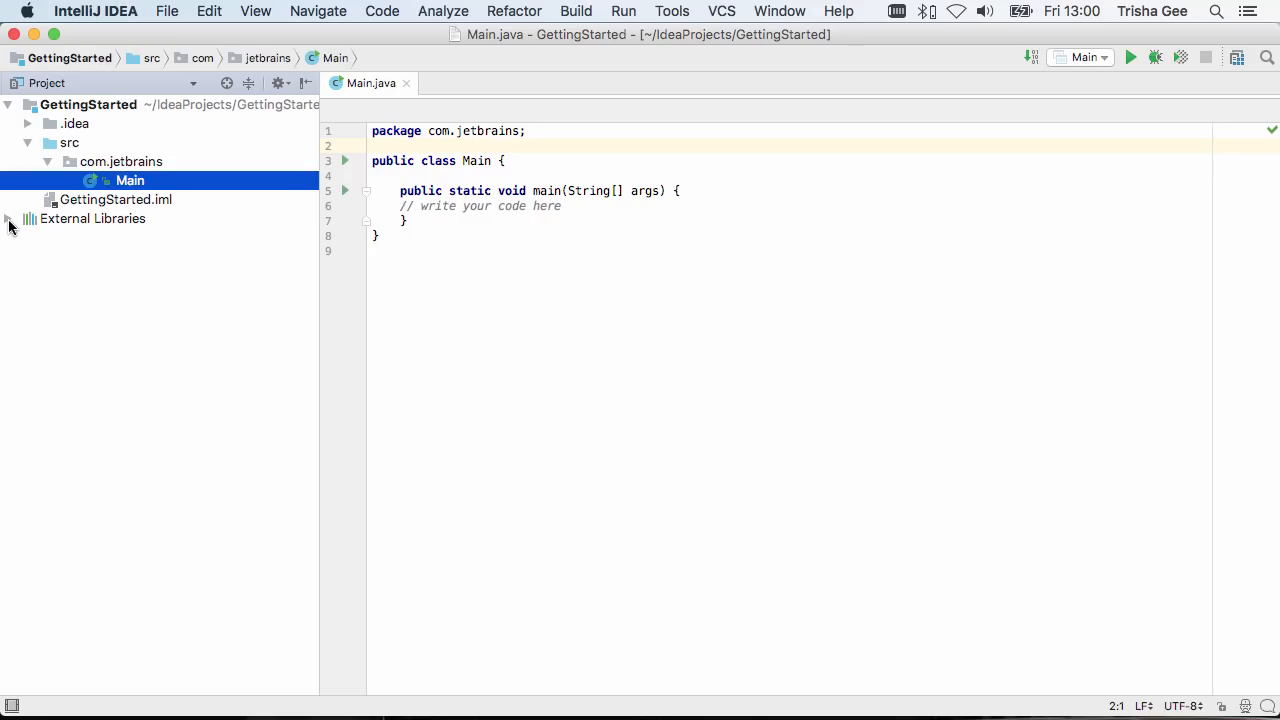 IntelliJ IDEA File Edit View Navigate Code Analyze Refactor Build Run Tools VCS Window Help Fri 13:00 Trisha Gee
Main.java - GettingStarted - [~/IdeaProjects/GettingStarted]
GettingStarted src com jetbrains Main Main
Project Main.java
GettingStarted ~/IdeaProjects/GettingStarte
.idea
src
com.jetbrains
Main
GettingStarted.iml
External Libraries
1 package com.jetbrains;
2
3 public class Main {
4
5 public static void main(String[] args) {
6 // write your code here
7 }
8 }
9
2:1 LF UTF-8